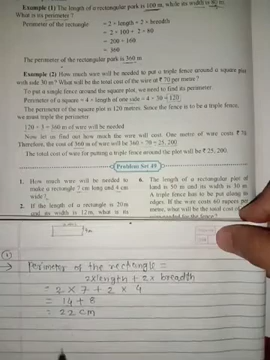 Example (1) The length of a rectangular park is 100 m, while its width is 80 m.
What is its perimeter ?
Perimeter of the rectangle = 2 × length + 2 × breadth
= 2 × 100 + 2 × 80
= 200 + 160
= 360
The perimeter of the rectangular park is 360 m
Example (2) How much wire will be needed to put a triple fence around a square plot
with side 30 m ? What will be the total cost of the wire at ₹ 70 per metre ?
To put a single fence around the square plot, we need to find its perimeter.
Perimeter of a square = 4 × length of one side = 4 × 30 = 120
The perimeter of the square plot is 120 metres. Since the fence is to be a triple fence,
we must triple the perimeter.
120 × 3 = 360 m of wire will be needed
Now let us find out how much the wire will cost. One metre of wire costs ₹ 70
Therefore, the cost of 360 m of wire will be 360 × 70 = 25,200
The total cost of wire for putting a triple fence around the plot will be ₹ 25,200.
Problem Set 40
1. How much wire will be needed to
make a rectangle 7 cm long and 4 cm
wide ?
2. If the length of a rectangle is 20 m
and its width is 12 m, what is its
4. The length of a rectangular plot of
land is 50 m and its width is 30 m.
A triple fence has to be put along its
edges. If the wire costs 60 rupees per
metre, what will be the total cost of
①
→ Perimeter of the rectangle =
2×length + 2× breadth
= 2 × 7 + 2 × 4
= 14 + 8
= 22 cm